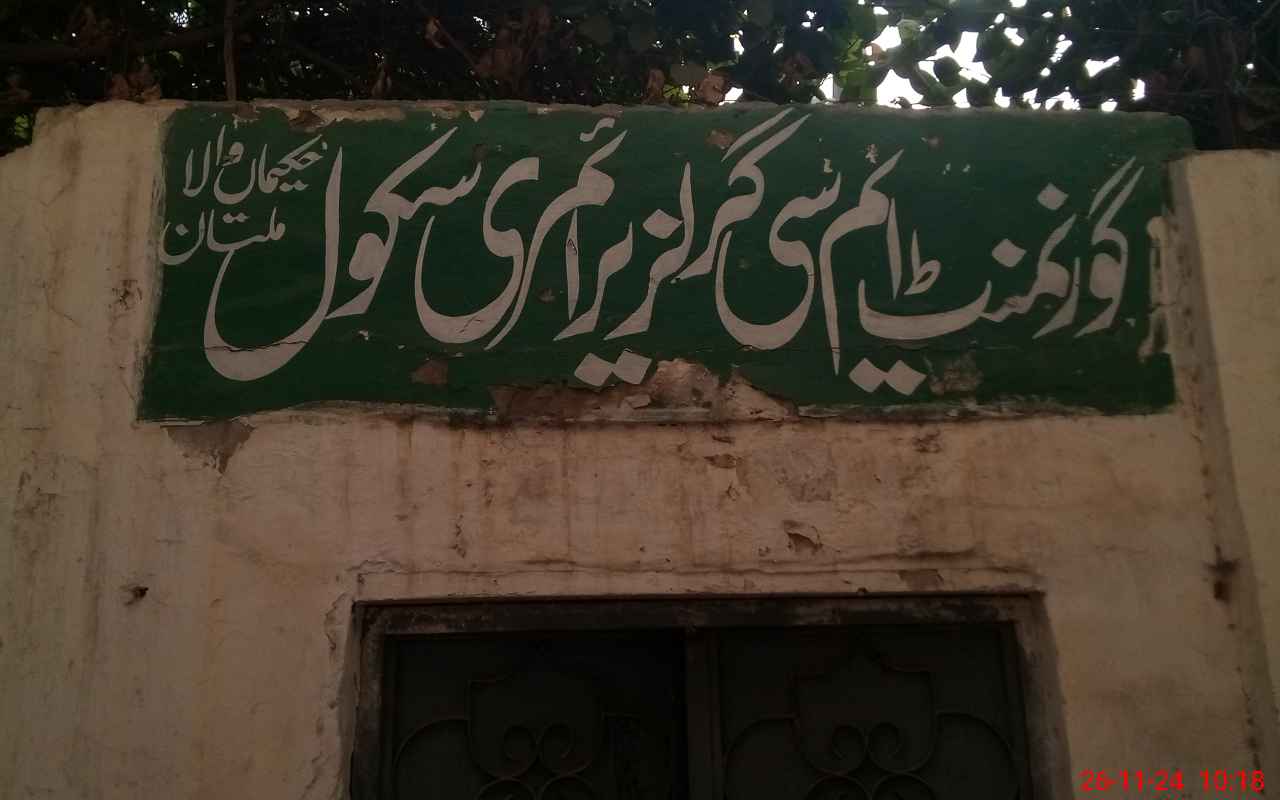 گورنمنٹ ایم سی گرلز پرائمری سکول
حکیماں والا
ملتان
26-11-24 10:18